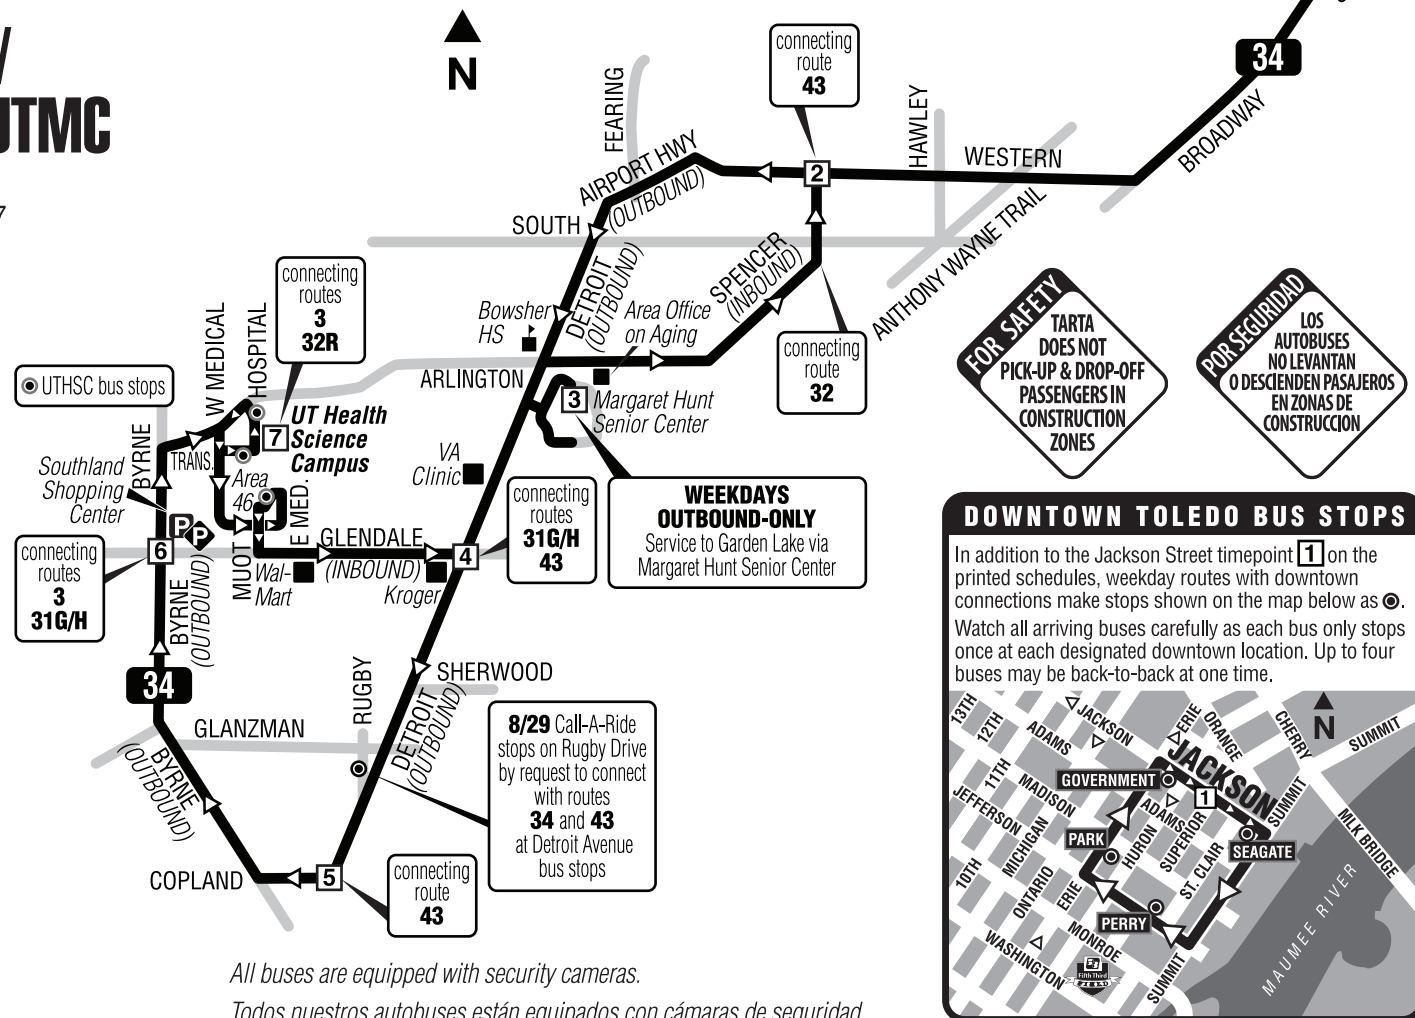 UTMC
N
34
connecting
route
43
FEARING
HAWLEY
WESTERN
BROADWAY
AIRPORT HWY
(OUTBOUND)
2
ANTHONY WAYNE TRAIL
SOUTH
DETROIT
(OUTBOUND)
SPENCER
(INBOUND)
connecting
routes
3
32R
Bowsher
HS
Area Office
on Aging
connecting
route
32
UTHSC bus stops
W MEDICAL
HOSPITAL
ARLINGTON
3
Margaret Hunt
Senior Center
7
UT Health
Science
Campus
BYRNE
TRANS.
Southland
Shopping
Center
Area
46
E MED.
VA
Clinic
P
P
connecting
routes
3
31G/H
6
MUOT
GLENDALE
(INBOUND)
Wal-
Mart
Kroger
4
connecting
routes
31G/H
43
WEEKDAYS
OUTBOUND-ONLY
Service to Garden Lake via
Margaret Hunt Senior Center
BYRNE
(OUTBOUND)
34
RUGBY
SHERWOOD
GLANZMAN
DETROIT
(OUTBOUND)
8/29 Call-A-Ride
stops on Rugby Drive
by request to connect
with routes
34 and 43
at Detroit Avenue
bus stops
BYRNE
(OUTBOUND)
COPLAND
5
connecting
route
43
All buses are equipped with security cameras.
Todos nuestros autobuses están equipados con cámaras de seguridad
FOR SAFETY
TARTA
DOES NOT
PICK-UP & DROP-OFF
PASSENGERS IN
CONSTRUCTION
ZONES
POR SEGURIDAD
LOS
AUTOBUSES
NO LEVANTAN
O DESCIENDEN PASAJEROS
EN ZONAS DE
CONSTRUCCION
DOWNTOWN TOLEDO BUS STOPS
In addition to the Jackson Street timepoint 1 on the
printed schedules, weekday routes with downtown
connections make stops shown on the map below as
Watch all arriving buses carefully as each bus only stops
once at each designated downtown location. Up to four
buses may be back-to-back at one time.
13TH
12TH
ADAMS
JACKSON
ERIE
ORANGE
CHERRY
N
SUMMIT
11TH
MADISON
GOVERNMENT
JACKSON
1
SUMMIT
JEFFERSON
MICHIGAN
PARK
HURON
ADAMS
SUPERIOR
ST. CLAIR
SEAGATE
MLK BRIDGE
10TH
ONTARIO
ERIE
PERRY
MONROE
WASHINGTON
Fifth Third
FIELD
SUMMIT
MAUMEE RIVER